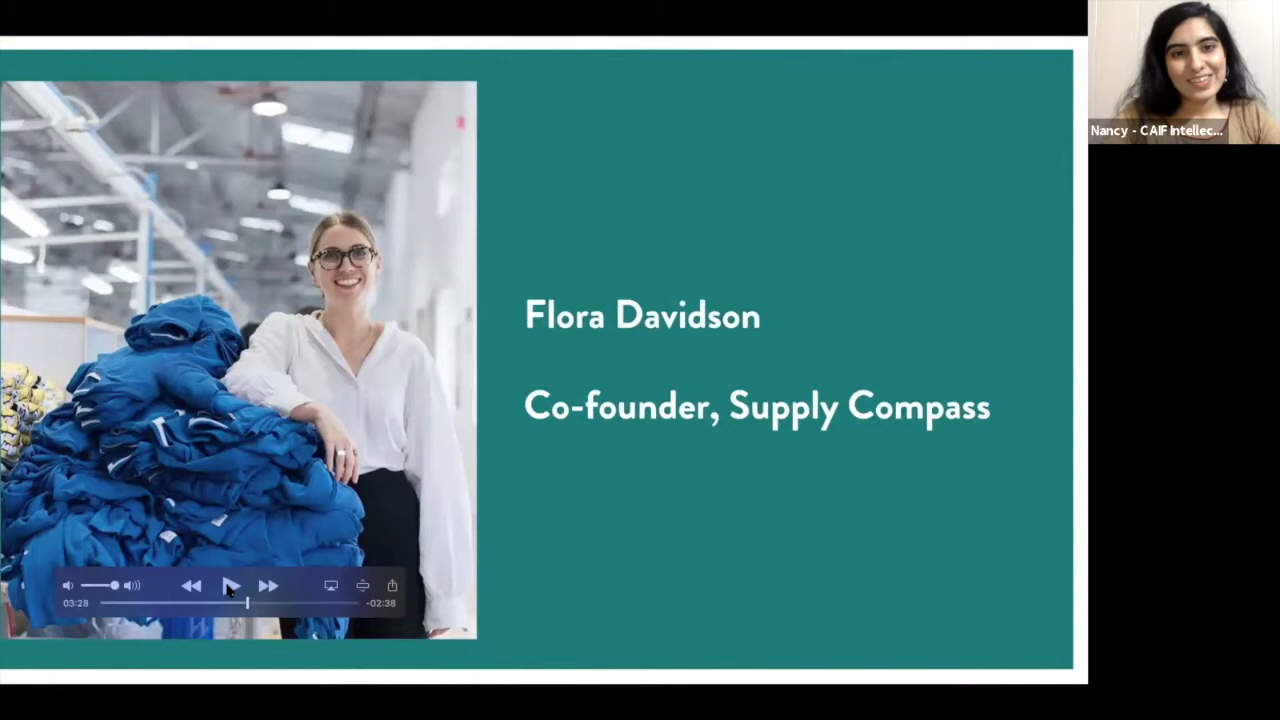 Nancy - CAIF Intellec...
Flora Davidson
Co-founder, Supply Compass
03:28
-02:38